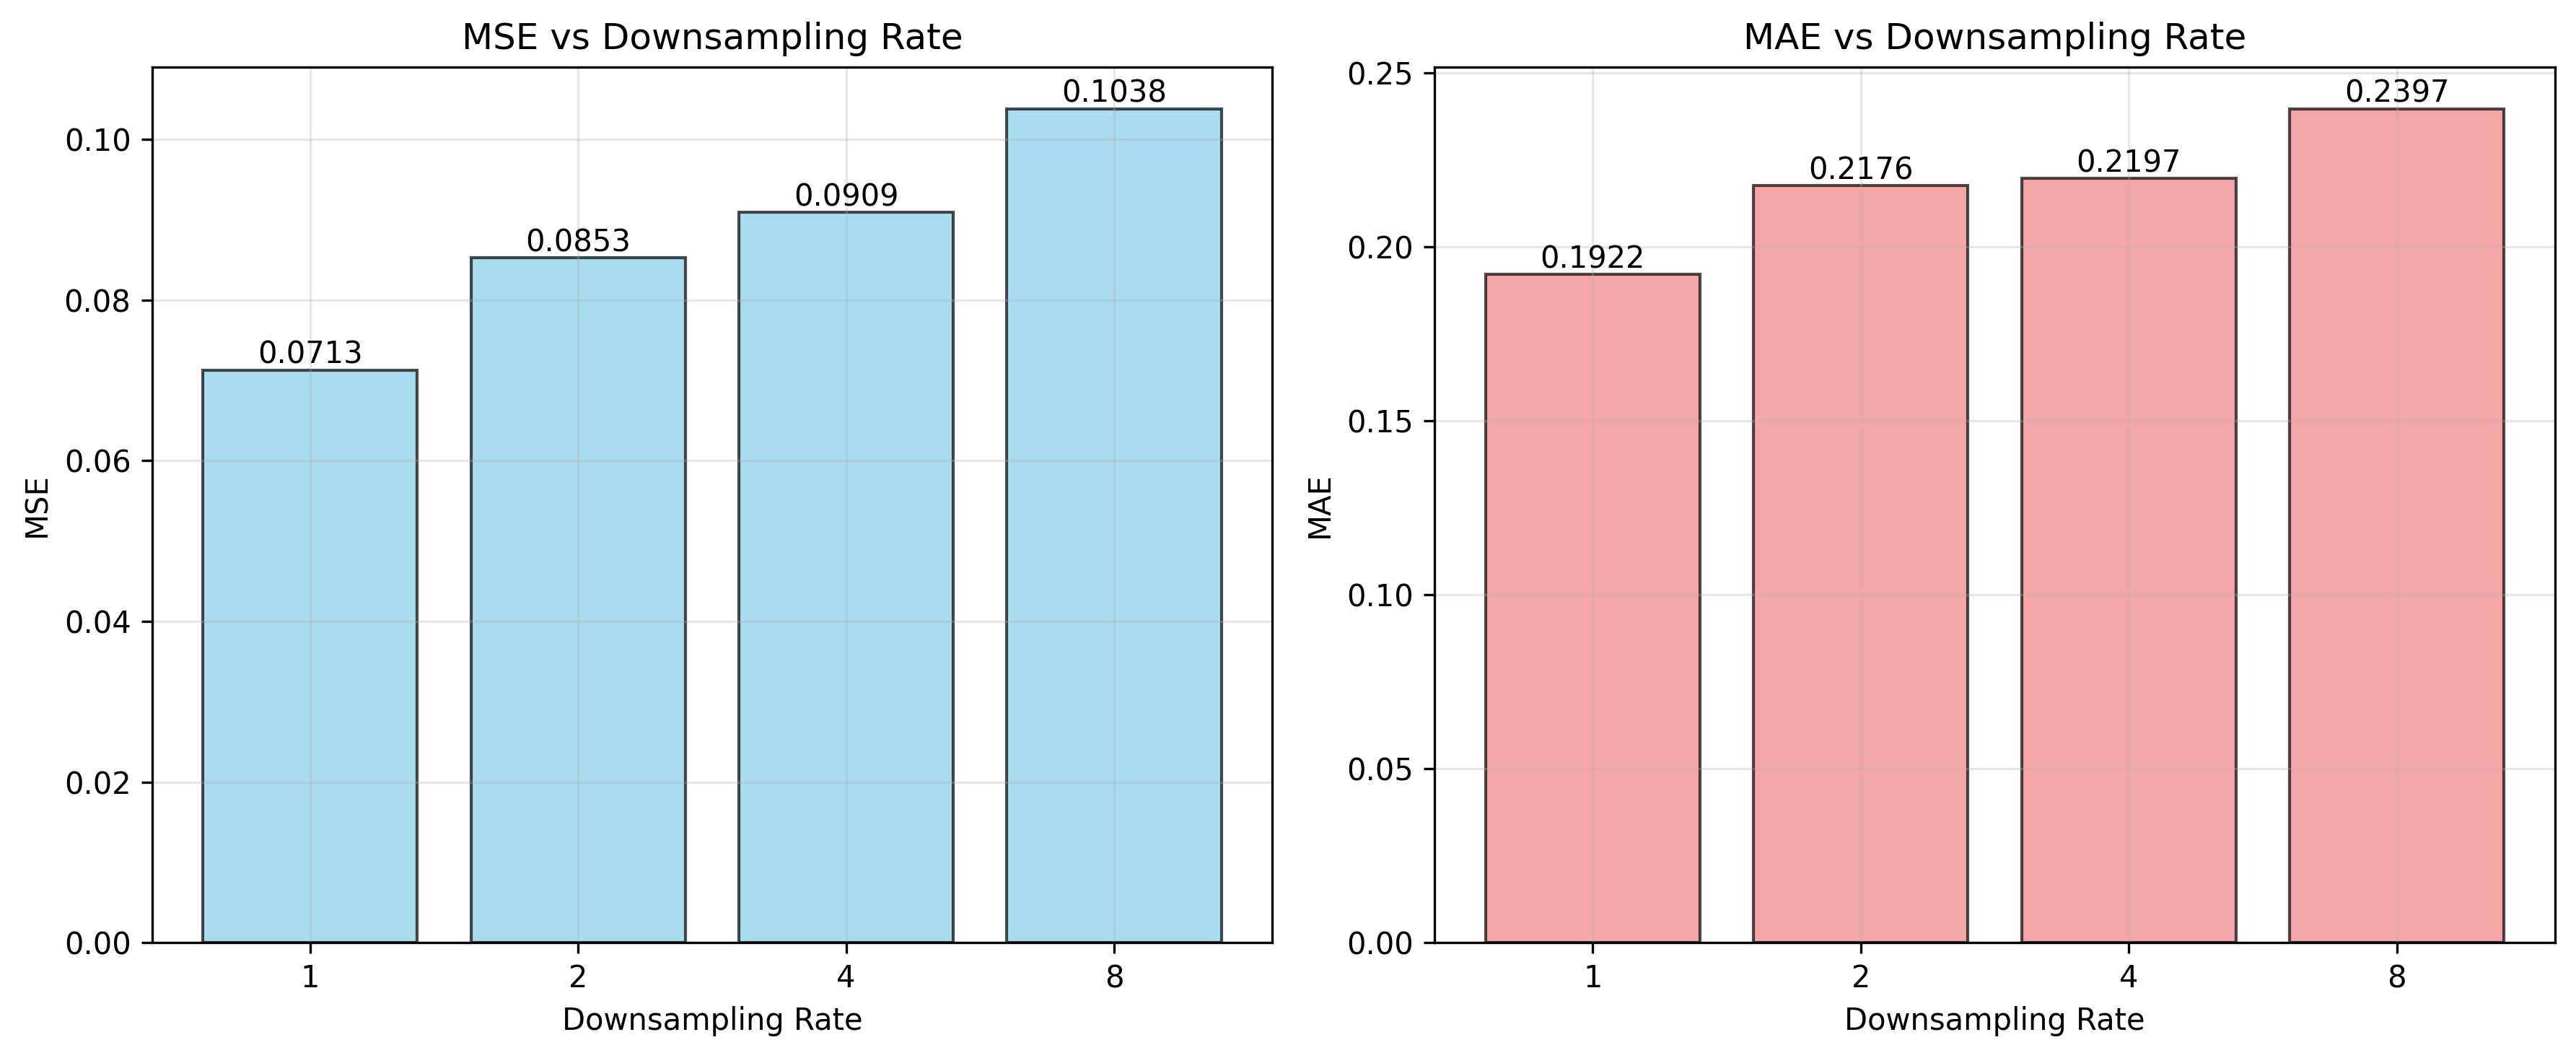 MSE vs Downsampling Rate
0.10
0.08
0.06
0.04
0.02
0.00
MSE
0.0713
0.0853
0.0909
0.1038
1 2 4 8
Downsampling Rate
MAE vs Downsampling Rate
0.25
0.20
0.15
0.10
0.05
0.00
MAE
0.1922
0.2176
0.2197
0.2397
1 2 4 8
Downsampling Rate